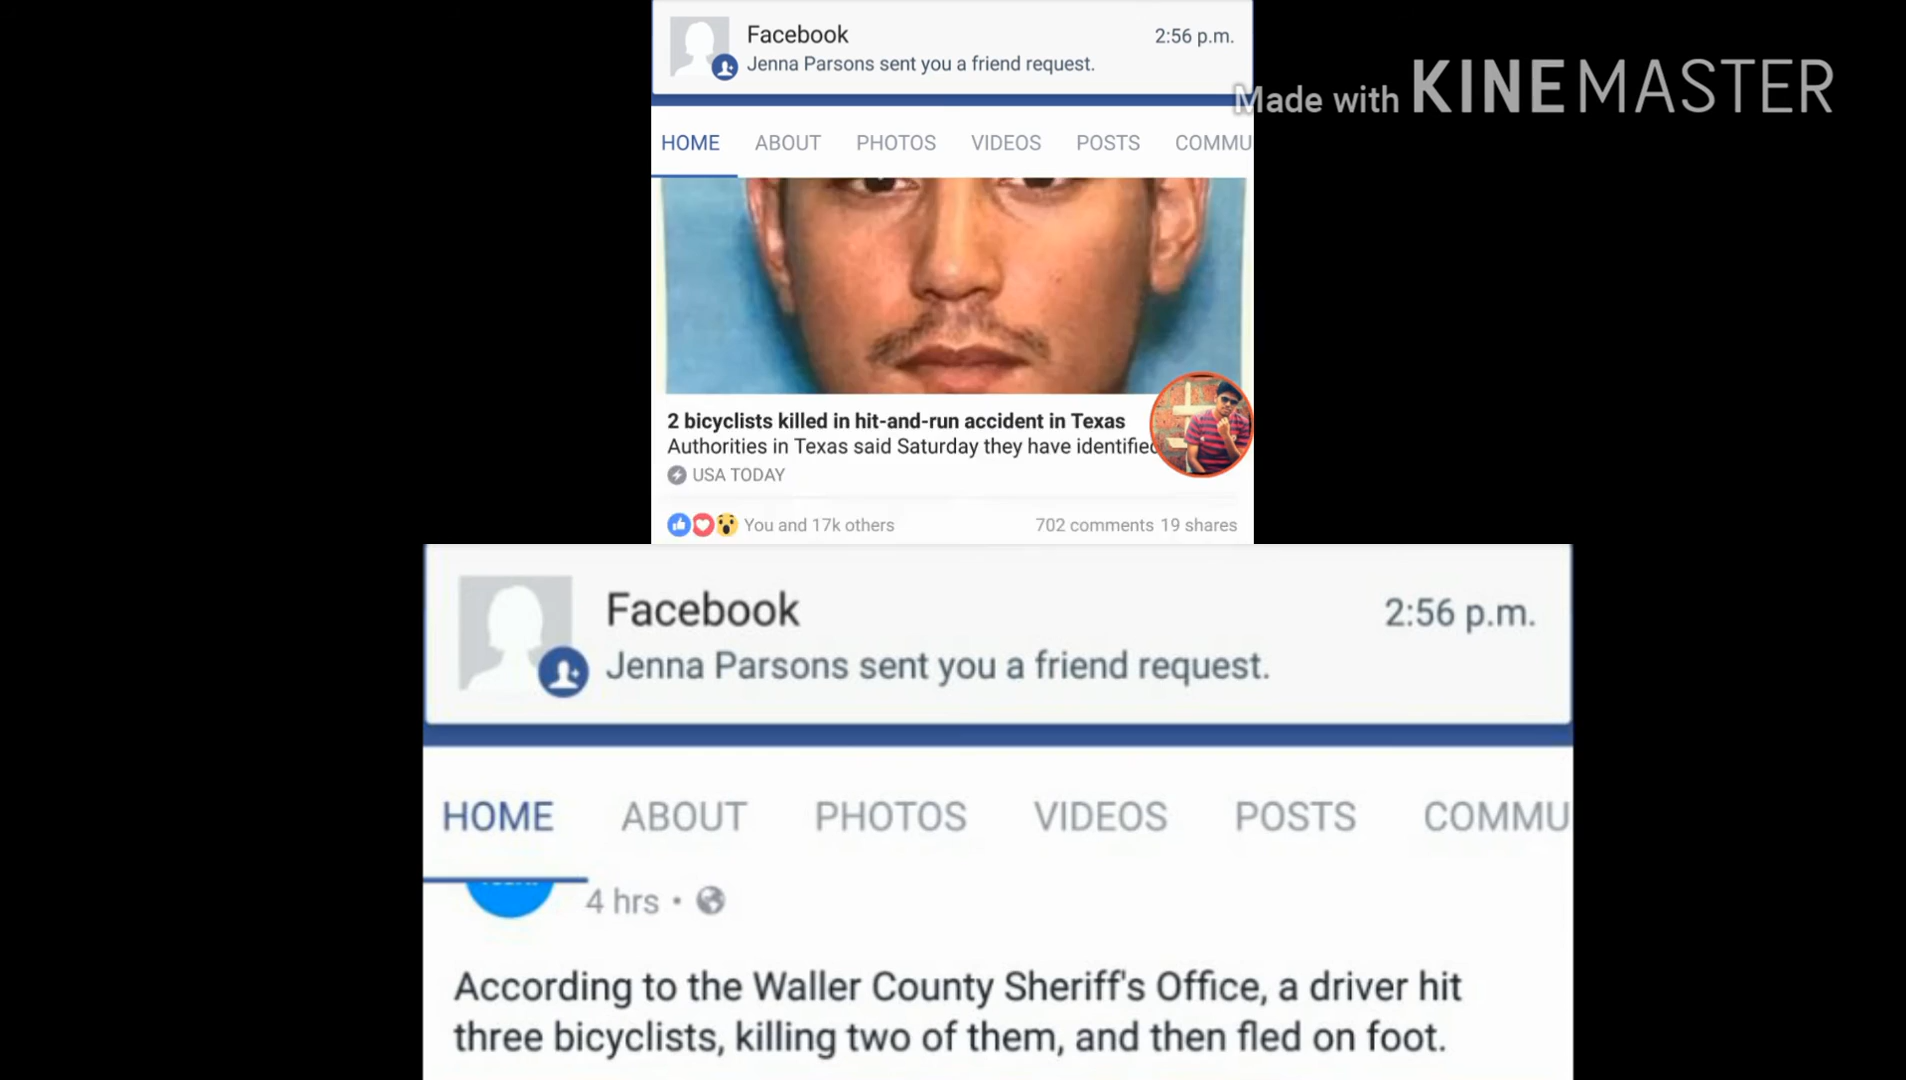 Facebook
2:56 p.m.
Jenna Parsons sent you a friend request.
Made with KINEMASTER
HOME ABOUT PHOTOS VIDEOS POSTS COMMU
2 bicyclists killed in hit-and-run accident in Texas
Authorities in Texas said Saturday they have identified
USA TODAY
You and 17k others
702 comments 19 shares
Facebook
2:56 p.m.
Jenna Parsons sent you a friend request.
HOME ABOUT PHOTOS VIDEOS POSTS COMMU
4 hrs •
According to the Waller County Sheriff's Office, a driver hit
three bicyclists, killing two of them, and then fled on foot.